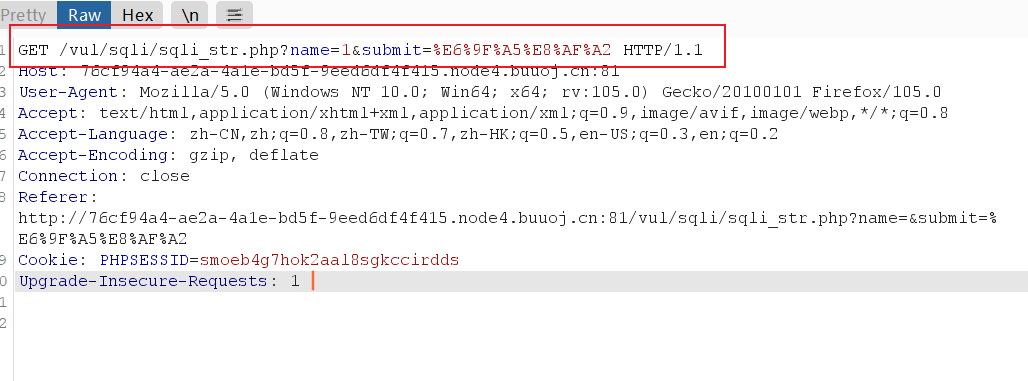 Pretty Raw Hex \n
1 GET /vul/sqli/sqli_str.php?name=1&submit=%E6%9F%A5%E8%AF%A2 HTTP/1.1
2 Host: 76cf94a4-ae2a-4a1e-bd5f-9eed6df4f415.node4.buuoj.cn:81
3 User-Agent: Mozilla/5.0 (Windows NT 10.0; Win64; x64; rv:105.0) Gecko/20100101 Firefox/105.0
4 Accept: text/html,application/xhtml+xml,application/xml;q=0.9,image/avif,image/webp,*/*;q=0.8
5 Accept-Language: zh-CN,zh;q=0.8,zh-TW;q=0.7,zh-HK;q=0.5,en-US;q=0.3,en;q=0.2
6 Accept-Encoding: gzip, deflate
7 Connection: close
8 Referer:
http://76cf94a4-ae2a-4a1e-bd5f-9eed6df4f415.node4.buuoj.cn:81/vul/sqli/sqli_str.php?name=&submit=%
E6%9F%A5%E8%AF%A2
9 Cookie: PHPSESSID=smoeb4g7hok2aal8sgkccirdds
0 Upgrade-Insecure-Requests: 1
1
2